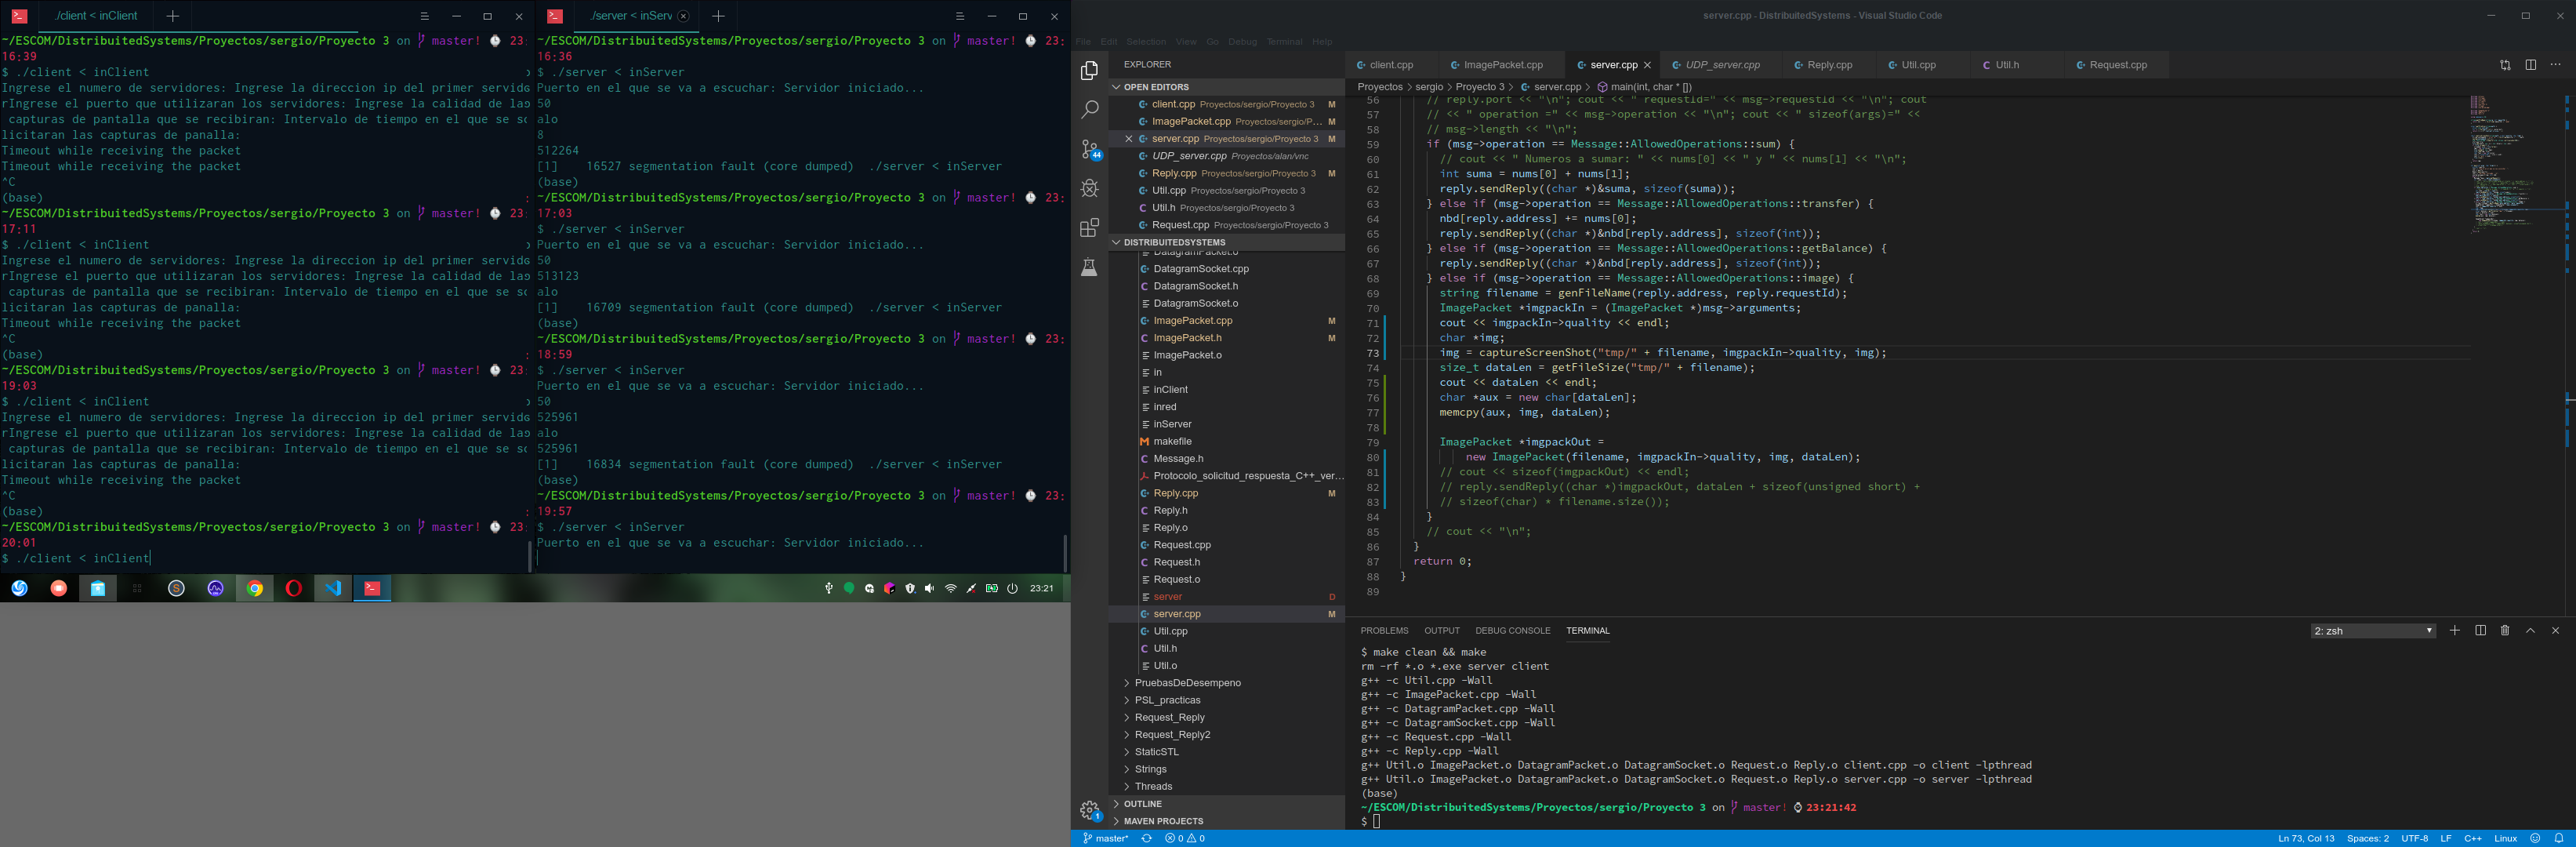 ./client < inClient
~/ESCOM/DistribuitedSystems/Proyectos/sergio/Proyecto 3 on master! 23:
16:39
$ ./client < inClient
Ingrese el numero de servidores: Ingrese la direccion ip del primer servido
rIngrese el puerto que utilizaran los servidores: Ingrese la calidad de las
capturas de pantalla que se recibiran: Intervalo de tiempo en el que se so
licitaran las capturas de panalla:
Timeout while receiving the packet
Timeout while receiving the packet
^C
(base)
~/ESCOM/DistribuitedSystems/Proyectos/sergio/Proyecto 3 on master! 23:
17:11
$ ./client < inClient
Ingrese el numero de servidores: Ingrese la direccion ip del primer servido
rIngrese el puerto que utilizaran los servidores: Ingrese la calidad de las
capturas de pantalla que se recibiran: Intervalo de tiempo en el que se so
licitaran las capturas de panalla:
Timeout while receiving the packet
^C
(base)
~/ESCOM/DistribuitedSystems/Proyectos/sergio/Proyecto 3 on master! 23:
19:03
$ ./client < inClient
Ingrese el numero de servidores: Ingrese la direccion ip del primer servido
rIngrese el puerto que utilizaran los servidores: Ingrese la calidad de las
capturas de pantalla que se recibiran: Intervalo de tiempo en el que se so
licitaran las capturas de panalla:
Timeout while receiving the packet
^C
(base)
~/ESCOM/DistribuitedSystems/Proyectos/sergio/Proyecto 3 on master! 23:
20:01
$ ./client < inClient
./server < inServ
~/ESCOM/DistribuitedSystems/Proyectos/sergio/Proyecto 3 on master! 23:
16:36
$ ./server < inServer
Puerto en el que se va a escuchar: Servidor iniciado...
50
alo
8
512264
[1] 16527 segmentation fault (core dumped) ./server < inServer
(base)
~/ESCOM/DistribuitedSystems/Proyectos/sergio/Proyecto 3 on master! 23:
17:03
$ ./server < inServer
Puerto en el que se va a escuchar: Servidor iniciado...
50
513123
alo
[1] 16709 segmentation fault (core dumped) ./server < inServer
(base)
~/ESCOM/DistribuitedSystems/Proyectos/sergio/Proyecto 3 on master! 23:
18:59
$ ./server < inServer
Puerto en el que se va a escuchar: Servidor iniciado...
50
525961
alo
525961
[1] 16834 segmentation fault (core dumped) ./server < inServer
(base)
~/ESCOM/DistribuitedSystems/Proyectos/sergio/Proyecto 3 on master! 23:
19:57
$ ./server < inServer
Puerto en el que se va a escuchar: Servidor iniciado...
23:21
server.cpp - DistribuitedSystems - Visual Studio Code
File Edit Selection View Go Debug Terminal Help
EXPLORER
OPEN EDITORS
client.cpp Proyectos/sergio/Proyecto 3 M
ImagePacket.cpp Proyectos/sergio/P... M
server.cpp Proyectos/sergio/Proyecto 3 M
UDP_server.cpp Proyectos/alan/vnc
Reply.cpp Proyectos/sergio/Proyecto 3 M
Util.cpp Proyectos/sergio/Proyecto 3
Util.h Proyectos/sergio/Proyecto 3
Request.cpp Proyectos/sergio/Proyecto 3
DISTRIBUITEDSYSTEMS
DatagramPacket.o
DatagramSocket.cpp
DatagramSocket.h
DatagramSocket.o
ImagePacket.cpp M
ImagePacket.h M
ImagePacket.o
in
inClient
inred
inServer
makefile
Message.h
Protocolo_solicitud_respuesta_C++_ver...
Reply.cpp M
Reply.h
Reply.o
Request.cpp
Request.h
Request.o
server D
server.cpp M
Util.cpp
Util.h
Util.o
PruebasDeDesempeno
PSL_practicas
Request_Reply
Request_Reply2
StaticSTL
Strings
Threads
OUTLINE
MAVEN PROJECTS
44
1
client.cpp ImagePacket.cpp server.cpp UDP_server.cpp Reply.cpp Util.cpp Util.h Request.cpp
Proyectos > sergio > Proyecto 3 > server.cpp > main(int, char * [])
56 // reply.port << "\n"; cout << " requestId=" << msg->requestId << "\n"; cout
57 // << " operation =" << msg->operation << "\n"; cout << " sizeof(args)=" <<
58 // msg->length << "\n";
59 if (msg->operation == Message::AllowedOperations::sum) {
60 // cout << " Numeros a sumar: " << nums[0] << " y " << nums[1] << "\n";
61 int suma = nums[0] + nums[1];
62 reply.sendReply((char *)&suma, sizeof(suma));
63 } else if (msg->operation == Message::AllowedOperations::transfer) {
64 nbd[reply.address] += nums[0];
65 reply.sendReply((char *)&nbd[reply.address], sizeof(int));
66 } else if (msg->operation == Message::AllowedOperations::getBalance) {
67 reply.sendReply((char *)&nbd[reply.address], sizeof(int));
68 } else if (msg->operation == Message::AllowedOperations::image) {
69 string filename = genFileName(reply.address, reply.requestId);
70 ImagePacket *imgpackIn = (ImagePacket *)msg->arguments;
71 cout << imgpackIn->quality << endl;
72 char *img;
73 img = captureScreenShot("tmp/" + filename, imgpackIn->quality, img);
74 size_t dataLen = getFileSize("tmp/" + filename);
75 cout << dataLen << endl;
76 char *aux = new char[dataLen];
77 memcpy(aux, img, dataLen);
78
79 ImagePacket *imgpackOut =
80 new ImagePacket(filename, imgpackIn->quality, img, dataLen);
81 // cout << sizeof(imgpackOut) << endl;
82 // reply.sendReply((char *)imgpackOut, dataLen + sizeof(unsigned short) +
83 // sizeof(char) * filename.size());
84 }
85 // cout << "\n";
86 }
87 return 0;
88 }
89
PROBLEMS OUTPUT DEBUG CONSOLE TERMINAL
2: zsh
$ make clean && make
rm -rf *.o *.exe server client
g++ -c Util.cpp -Wall
g++ -c ImagePacket.cpp -Wall
g++ -c DatagramPacket.cpp -Wall
g++ -c DatagramSocket.cpp -Wall
g++ -c Request.cpp -Wall
g++ -c Reply.cpp -Wall
g++ Util.o ImagePacket.o DatagramPacket.o DatagramSocket.o Request.o Reply.o client.cpp -o client -lpthread
g++ Util.o ImagePacket.o DatagramPacket.o DatagramSocket.o Request.o Reply.o server.cpp -o server -lpthread
(base)
~/ESCOM/DistribuitedSystems/Proyectos/sergio/Proyecto 3 on master! 23:21:42
$
master* 0 0 Ln 73, Col 13 Spaces: 2 UTF-8 LF C++ Linux